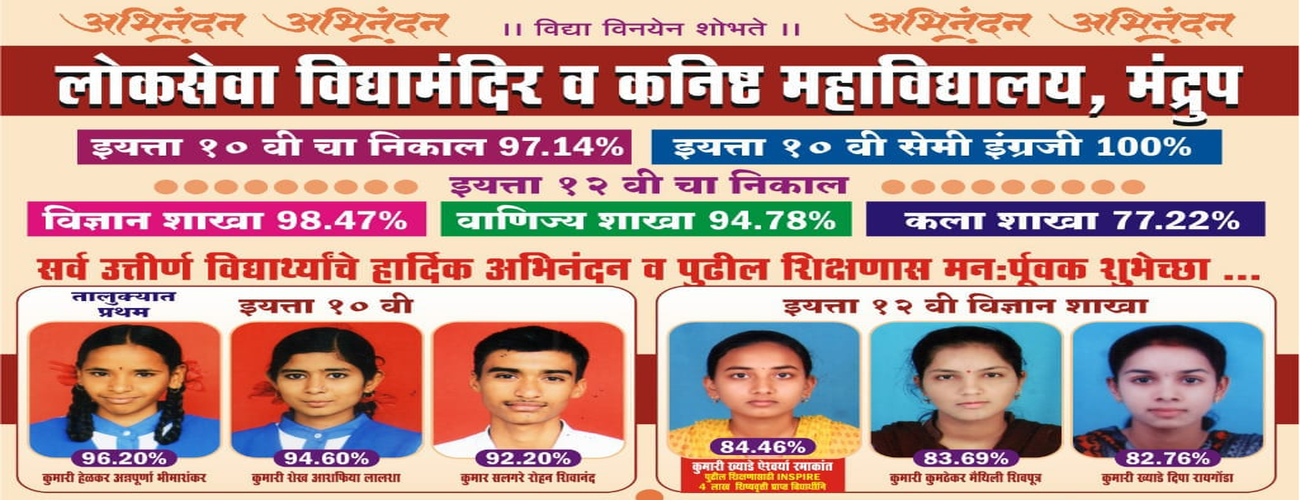 अभिनंदन अभिनंदन ।। विद्या विनयेन शोभते ।। अभिनंदन अभिनंदन
लोकसेवा विद्यामंदिर व कनिष्ट महाविद्यालय, मंद्रुप
इयत्ता १० वी चा निकाल 97.14% इयत्ता १० वी सेमी इंग्रजी 100%
इयत्ता १२ वी चा निकाल
विज्ञान शाखा 98.47% वाणिज्य शाखा 94.78% कला शाखा 77.22%
सर्व उत्तीर्ण विद्यार्थ्यांचे हार्दिक अभिनंदन व पुढील शिक्षणास मन:र्पूवक शुभेच्छा ...
तालुक्यात
प्रथम
इयत्ता १० वी
96.20% 94.60% 92.20%
कुमारी हेळकर अन्नपूर्णा भीमाशंकर कुमारी शेख आशफिया लालशा कुमार सलगरे रोहन शिवानंद
इयत्ता १२ वी विज्ञान शाखा
84.46% 83.69% 82.76%
कुमारी ख्याडे ऐश्वर्या रमाकांत
पुढील शिक्षणासाठी INSPIRE
4 लाख शिष्यवृत्ती प्राप्त विद्यार्थीनि
कुमारी कुमठेकर मैथिली शिवपूत्र कुमारी ख्याडे दिपा रायगोंडा